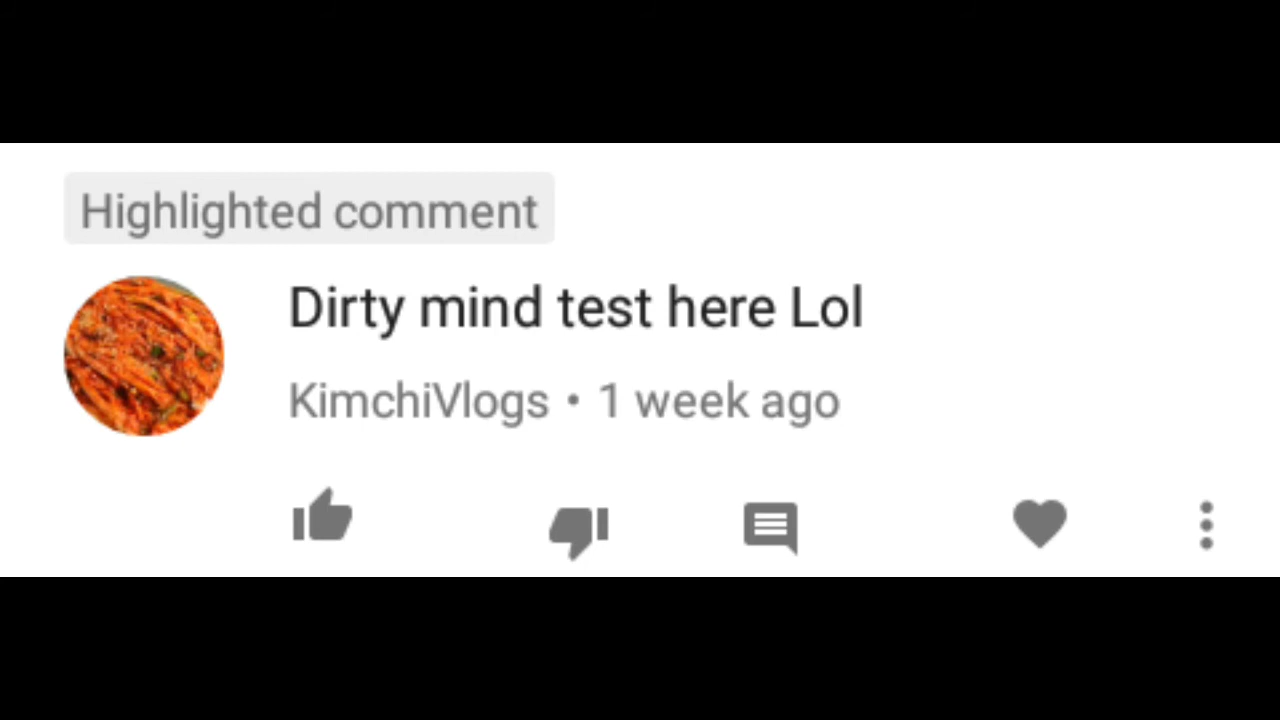 Highlighted comment
Dirty mind test here Lol
KimchiVlogs • 1 week ago